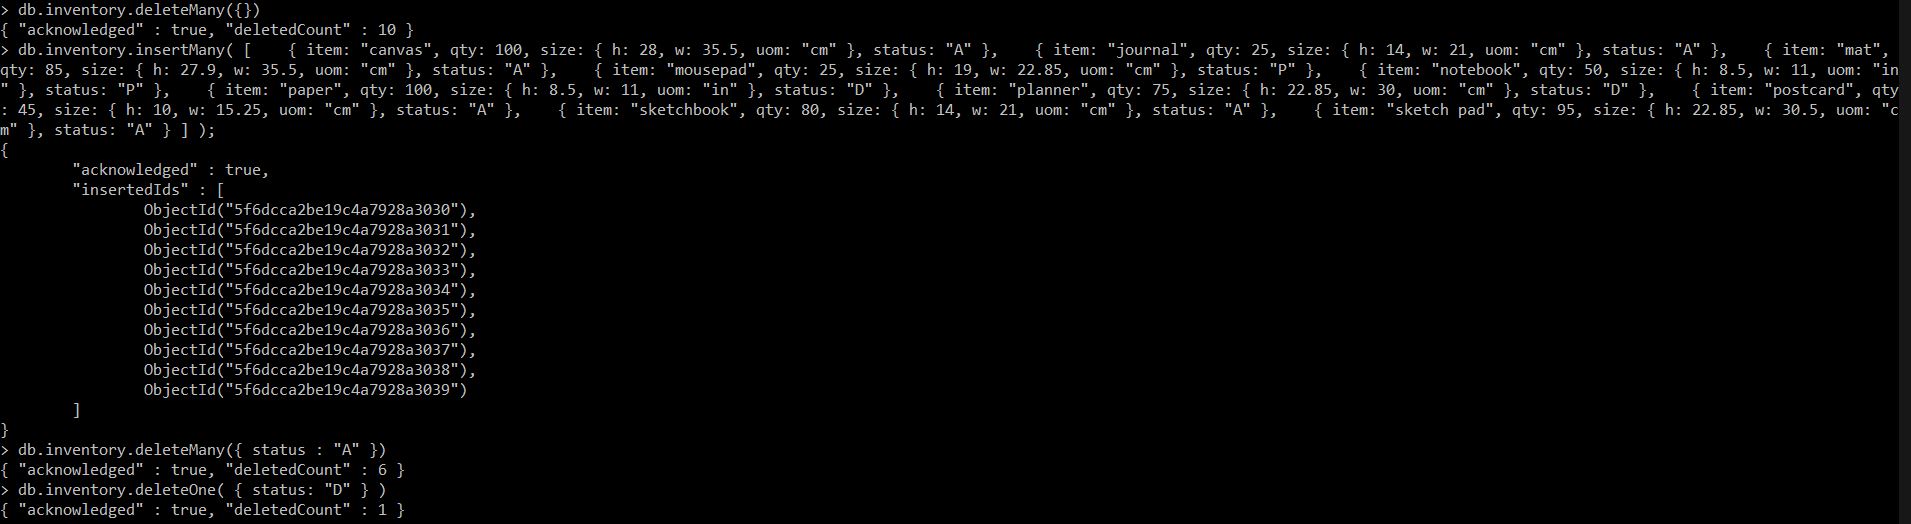 > db.inventory.deleteMany({})
{ "acknowledged" : true, "deletedCount" : 10 }
> db.inventory.insertMany( [    { item: "canvas", qty: 100, size: { h: 28, w: 35.5, uom: "cm" }, status: "A" },    { item: "journal", qty: 25, size: { h: 14, w: 21, uom: "cm" }, status: "A" },    { item: "mat",
qty: 85, size: { h: 27.9, w: 35.5, uom: "cm" }, status: "A" },    { item: "mousepad", qty: 25, size: { h: 19, w: 22.85, uom: "cm" }, status: "P" },    { item: "notebook", qty: 50, size: { h: 8.5, w: 11, uom: "in
" }, status: "P" },    { item: "paper", qty: 100, size: { h: 8.5, w: 11, uom: "in" }, status: "D" },    { item: "planner", qty: 75, size: { h: 22.85, w: 30, uom: "cm" }, status: "D" },    { item: "postcard", qty
: 45, size: { h: 10, w: 15.25, uom: "cm" }, status: "A" },    { item: "sketchbook", qty: 80, size: { h: 14, w: 21, uom: "cm" }, status: "A" },    { item: "sketch pad", qty: 95, size: { h: 22.85, w: 30.5, uom: "c
m" }, status: "A" } ] );
{
        "acknowledged" : true,
        "insertedIds" : [
                ObjectId("5f6dcca2be19c4a7928a3030"),
                ObjectId("5f6dcca2be19c4a7928a3031"),
                ObjectId("5f6dcca2be19c4a7928a3032"),
                ObjectId("5f6dcca2be19c4a7928a3033"),
                ObjectId("5f6dcca2be19c4a7928a3034"),
                ObjectId("5f6dcca2be19c4a7928a3035"),
                ObjectId("5f6dcca2be19c4a7928a3036"),
                ObjectId("5f6dcca2be19c4a7928a3037"),
                ObjectId("5f6dcca2be19c4a7928a3038"),
                ObjectId("5f6dcca2be19c4a7928a3039")
        ]
}
> db.inventory.deleteMany({ status : "A" })
{ "acknowledged" : true, "deletedCount" : 6 }
> db.inventory.deleteOne( { status: "D" } )
{ "acknowledged" : true, "deletedCount" : 1 }